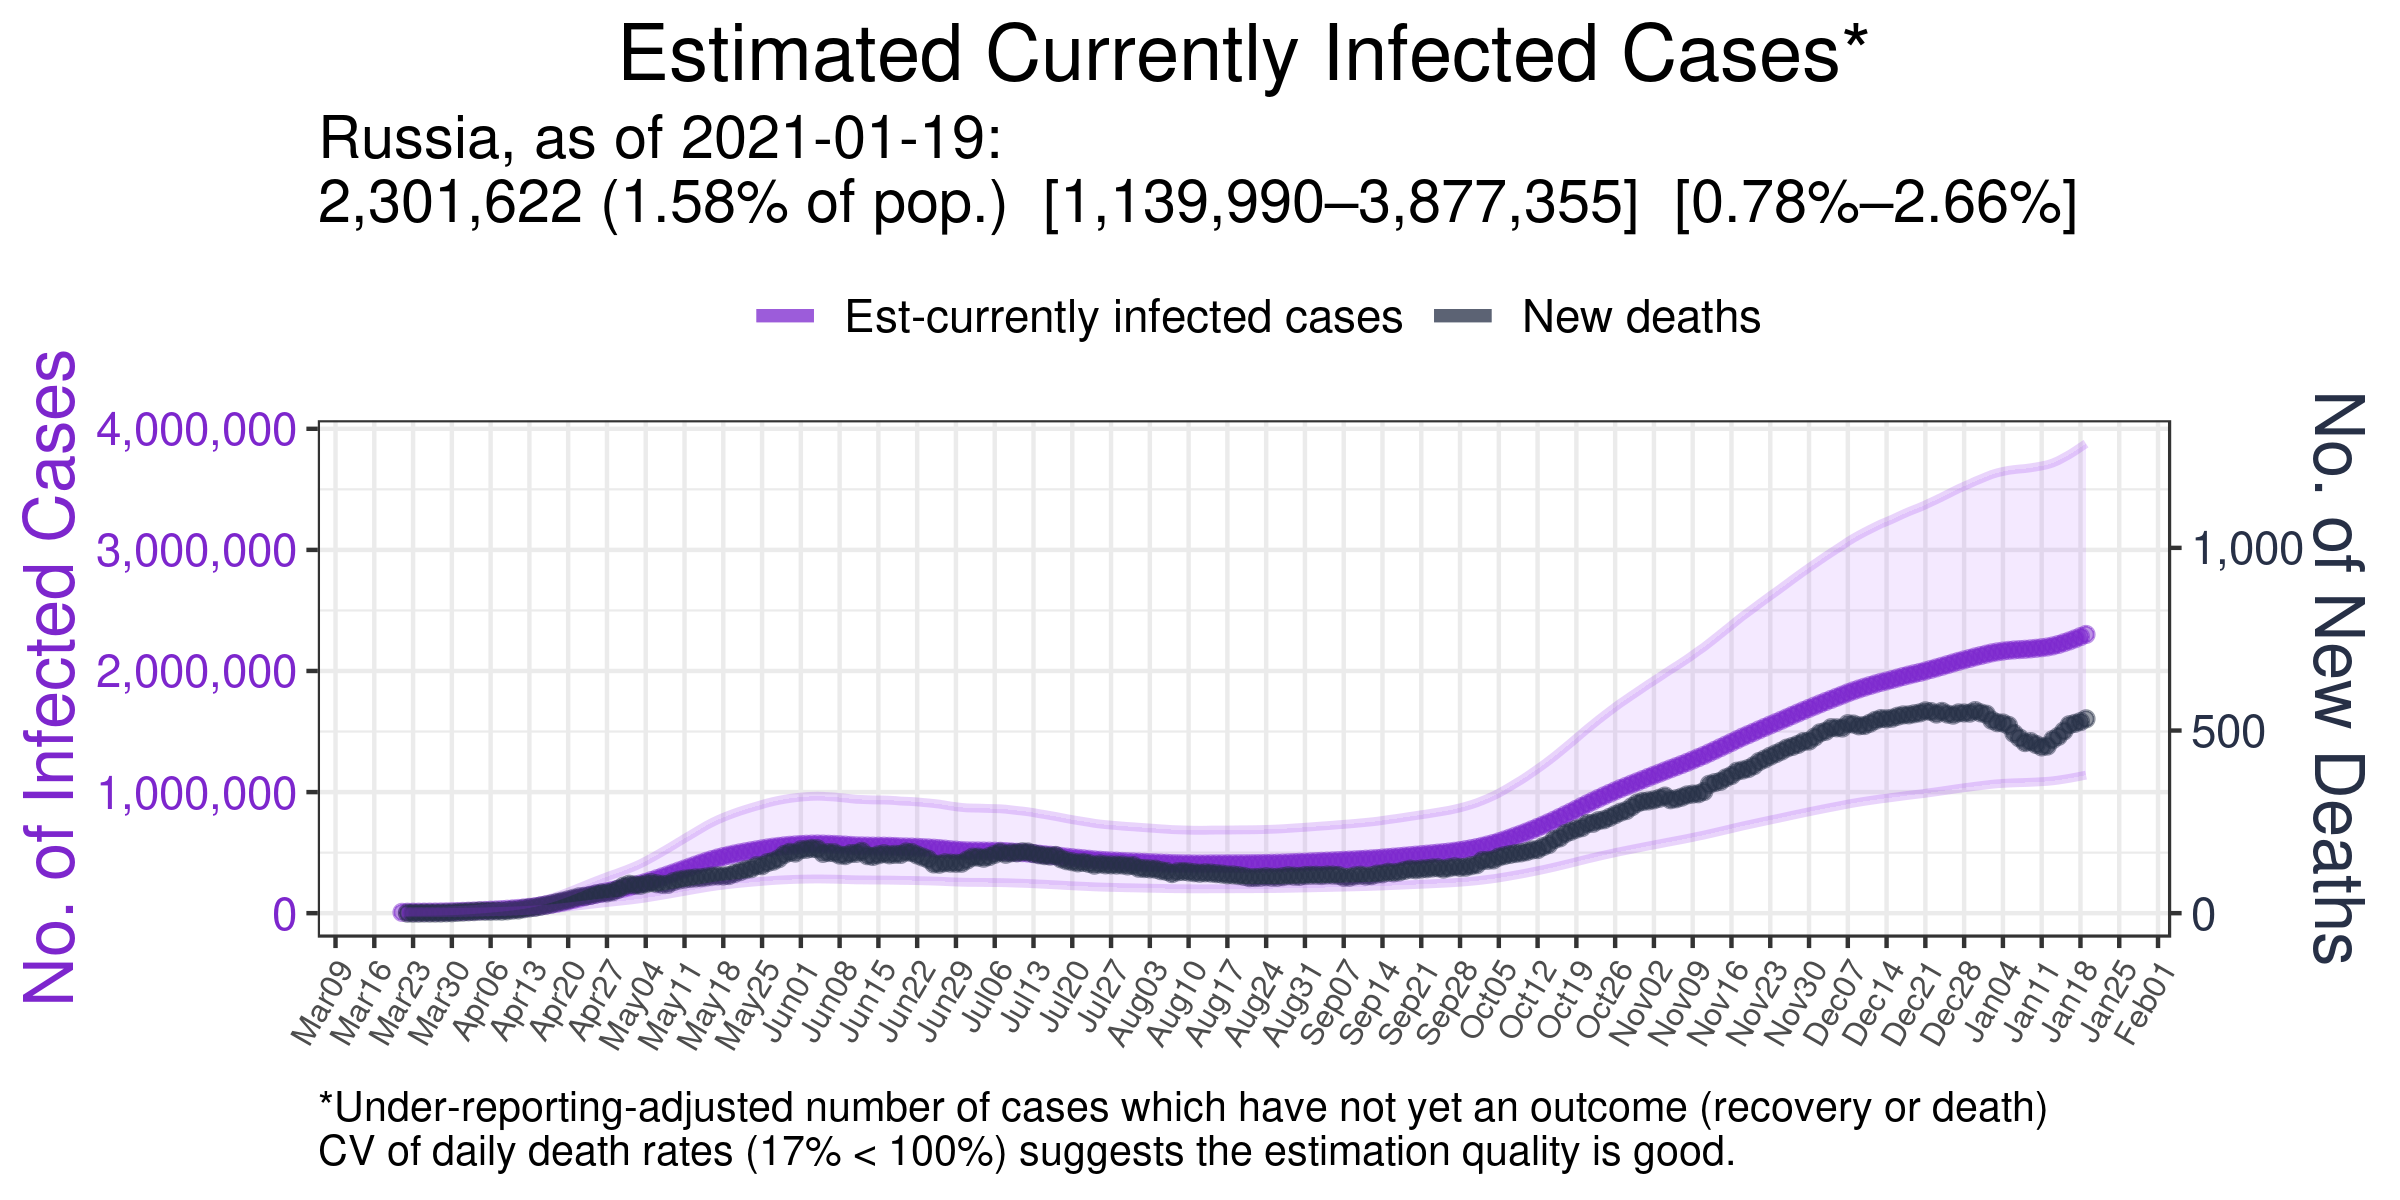 Estimated Currently Infected Cases*
Russia, as of 2021-01-19:
2,301,622 (1.58% of pop.) [1,139,990–3,877,355] [0.78%–2.66%]
Est-currently infected cases
New deaths
No. of Infected Cases
4,000,000
3,000,000
2,000,000
1,000,000
0
No. of New Deaths
1,000
500
0
Mar09
Mar16
Mar23
Mar30
Apr06
Apr13
Apr20
Apr27
May04
May11
May18
May25
Jun01
Jun08
Jun15
Jun22
Jun29
Jul06
Jul13
Jul20
Jul27
Aug03
Aug10
Aug17
Aug24
Aug31
Sep07
Sep14
Sep21
Sep28
Oct05
Oct12
Oct19
Oct26
Nov02
Nov09
Nov16
Nov23
Nov30
Dec07
Dec14
Dec21
Dec28
Jan04
Jan11
Jan18
Jan25
Feb01
*Under-reporting-adjusted number of cases which have not yet an outcome (recovery or death)
CV of daily death rates (17% < 100%) suggests the estimation quality is good.